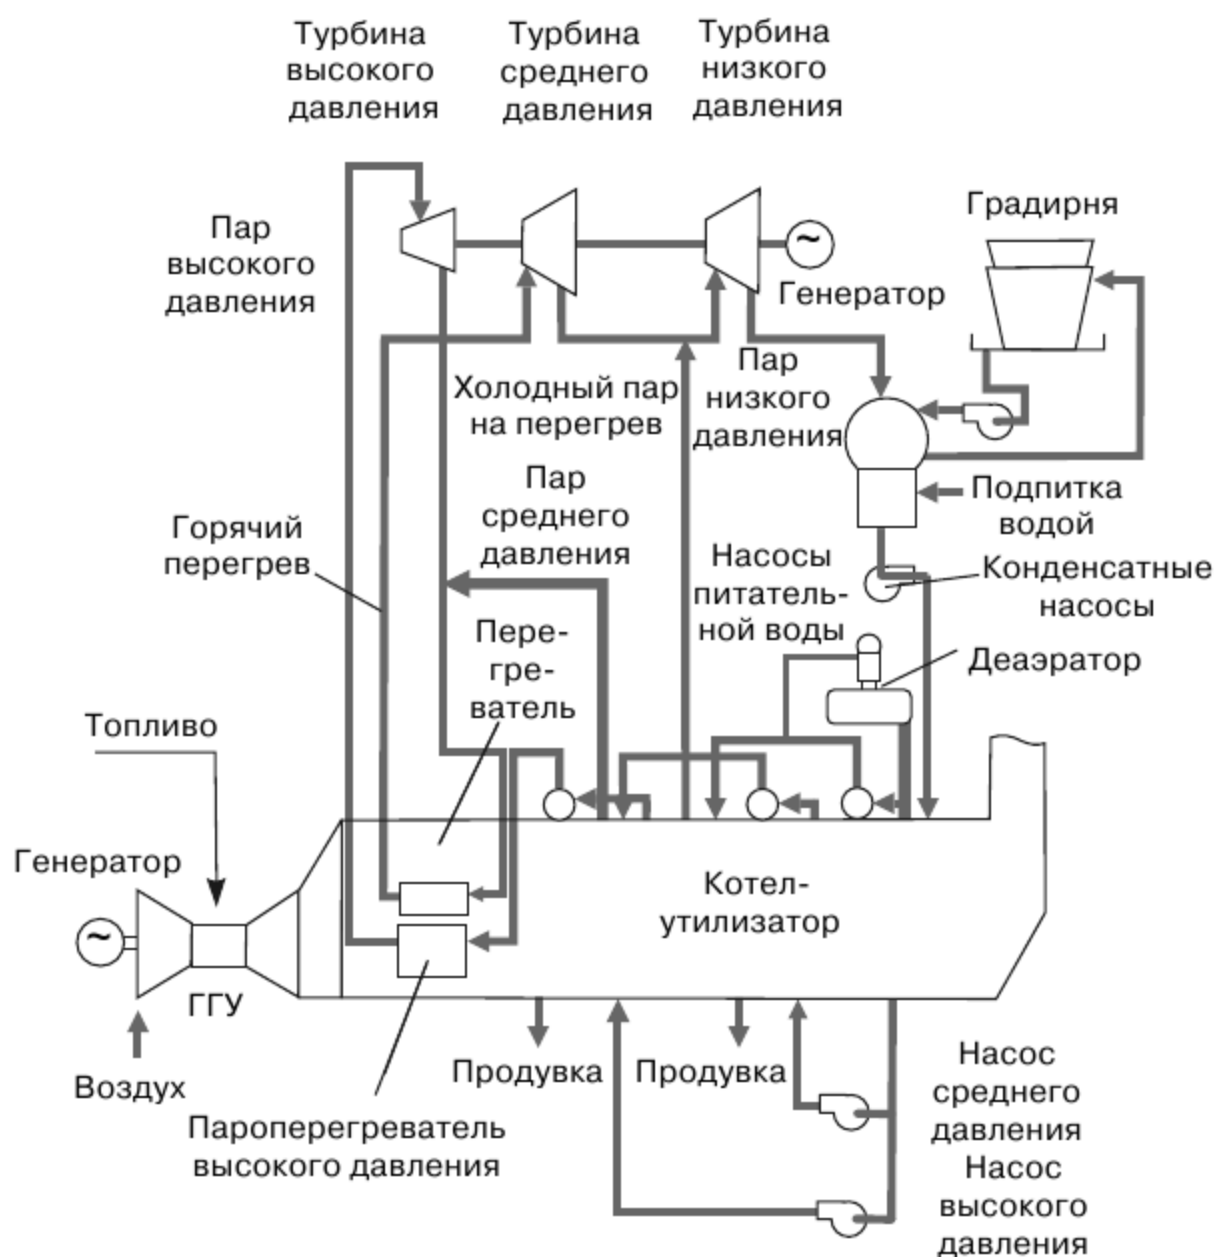 Турбина
высокого
давления
Турбина
среднего
давления
Турбина
низкого
давления
Градирня
Пар
высокого
давления
~
Генератор
Пар
низкого
давления
Холодный пар
на перегрев
Пар
среднего
давления
Подпитка
водой
Горячий
перегрев
Насосы
питатель-
ной воды
Конденсатные
насосы
Пере-
гре-
ватель
Деаэратор
Топливо
Генератор
~
Котел-
утилизатор
ГГУ
Воздух
Продувка
Продувка
Насос
среднего
давления
Пароперегреватель
высокого давления
Насос
высокого
давления